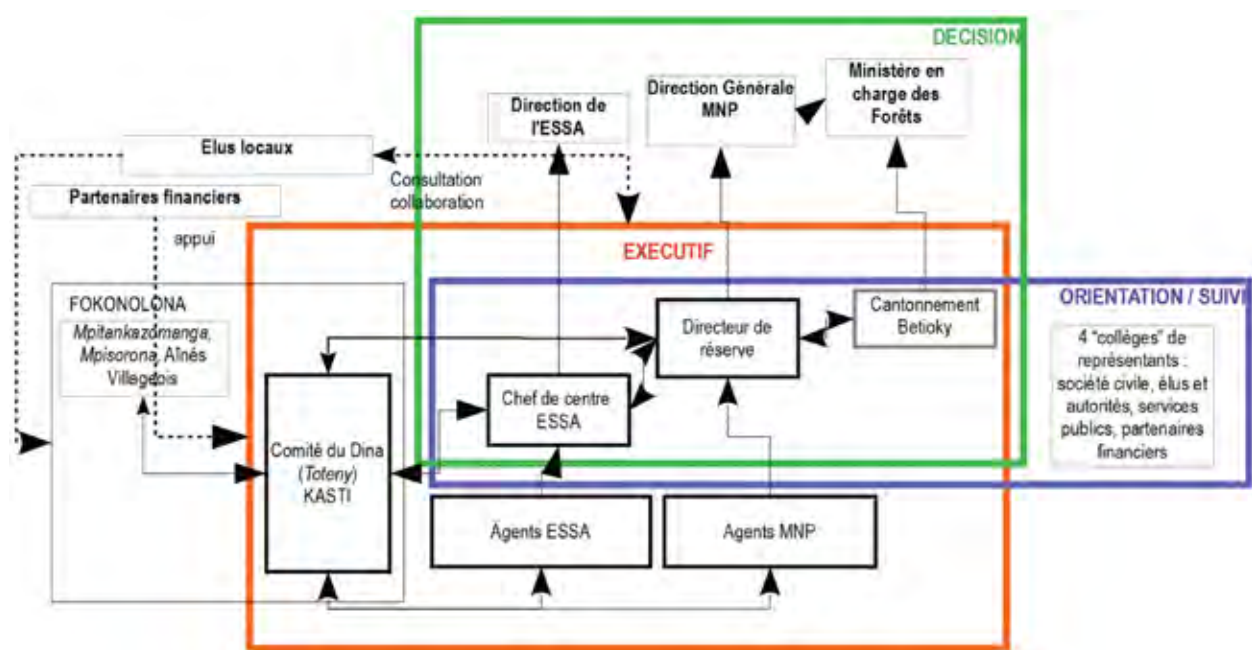 DECISION
Direction de
l'ESSA
Direction Générale
MNP
Ministère en
charge des
Forêts
Elus locaux
Partenaires financiers
Consultation
collaboration
appui
EXECUTIF
FOKONOLONA
Mpitankazomanga,
Mpisorona, Aînés
Villageois
Comité du Dina
(Toteny)
KASTI
Chef de centre
ESSA
Directeur de
réserve
Cantonnement
Betioky
ORIENTATION / SUIVI
4 "collèges" de
représentants :
société civile, élus et
autorités, services
publics, partenaires
financiers
Agents ESSA
Agents MNP